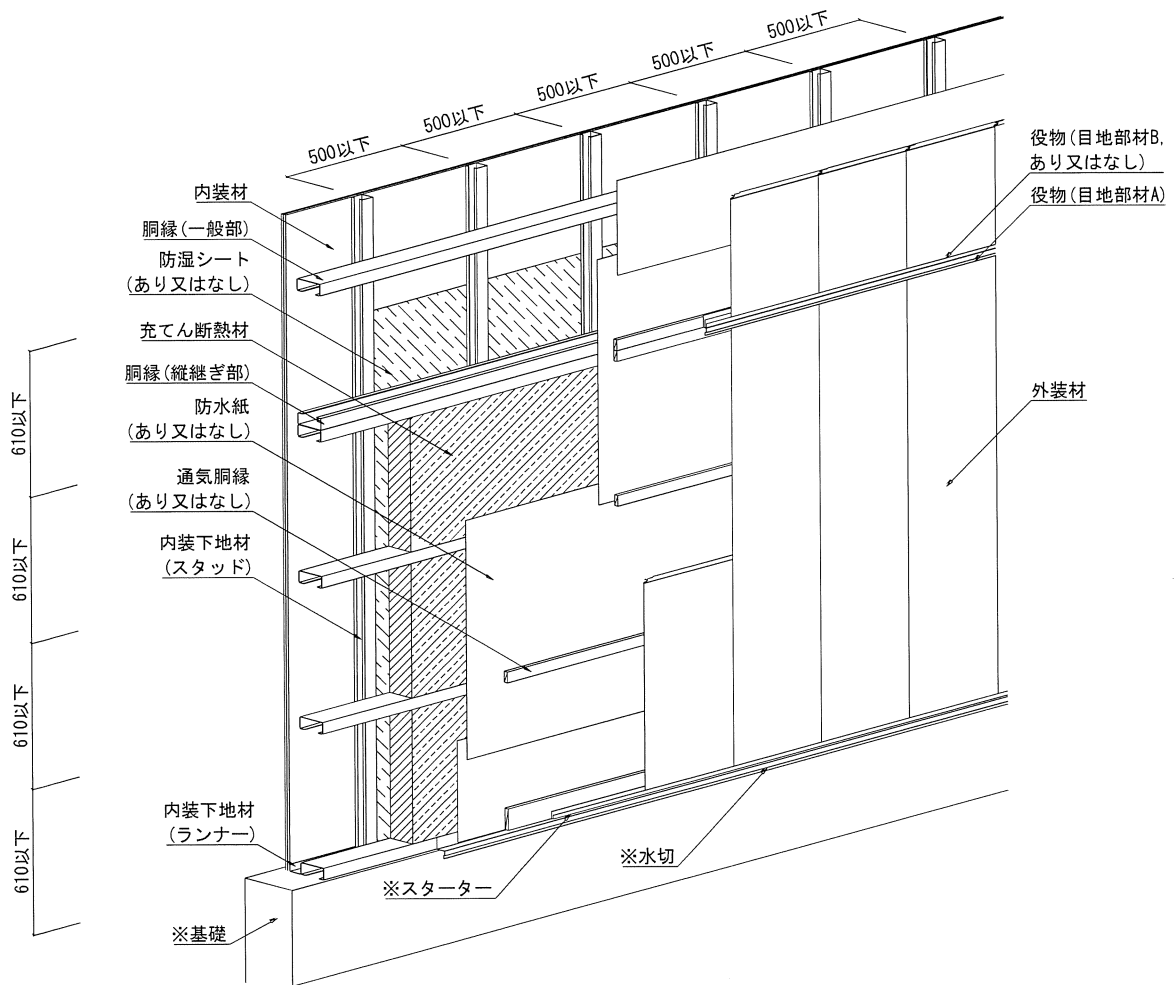 500以下
500以下
500以下
500以下
500以下
役物(目地部材B,
あり又はなし)
役物(目地部材A)
内装材
胴縁(一般部)
防湿シート
(あり又はなし)
充てん断熱材
胴縁(縦継ぎ部)
防水紙
(あり又はなし)
通気胴縁
(あり又はなし)
内装下地材
(スタッド)
外装材
610以下
610以下
610以下
610以下
内装下地材
(ランナー)
※水切
※スターター
※基礎